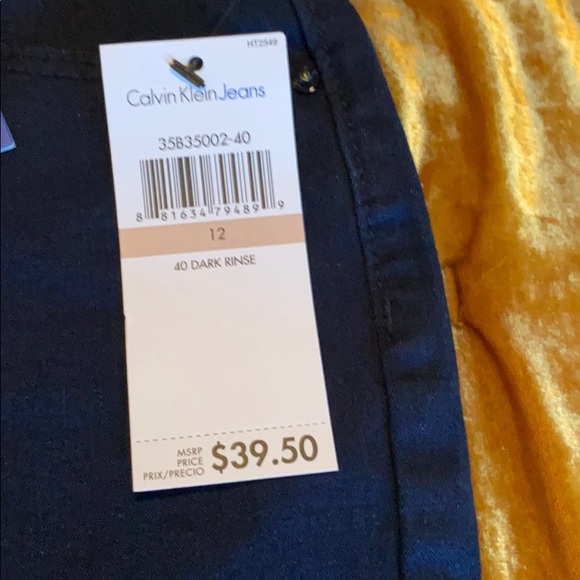 HT2549
Calvin Klein Jeans
35B35002-40
8 81634 79489 9
12
40 DARK RINSE
MSRP
PRICE
PRIX/PRECIO
$39.50